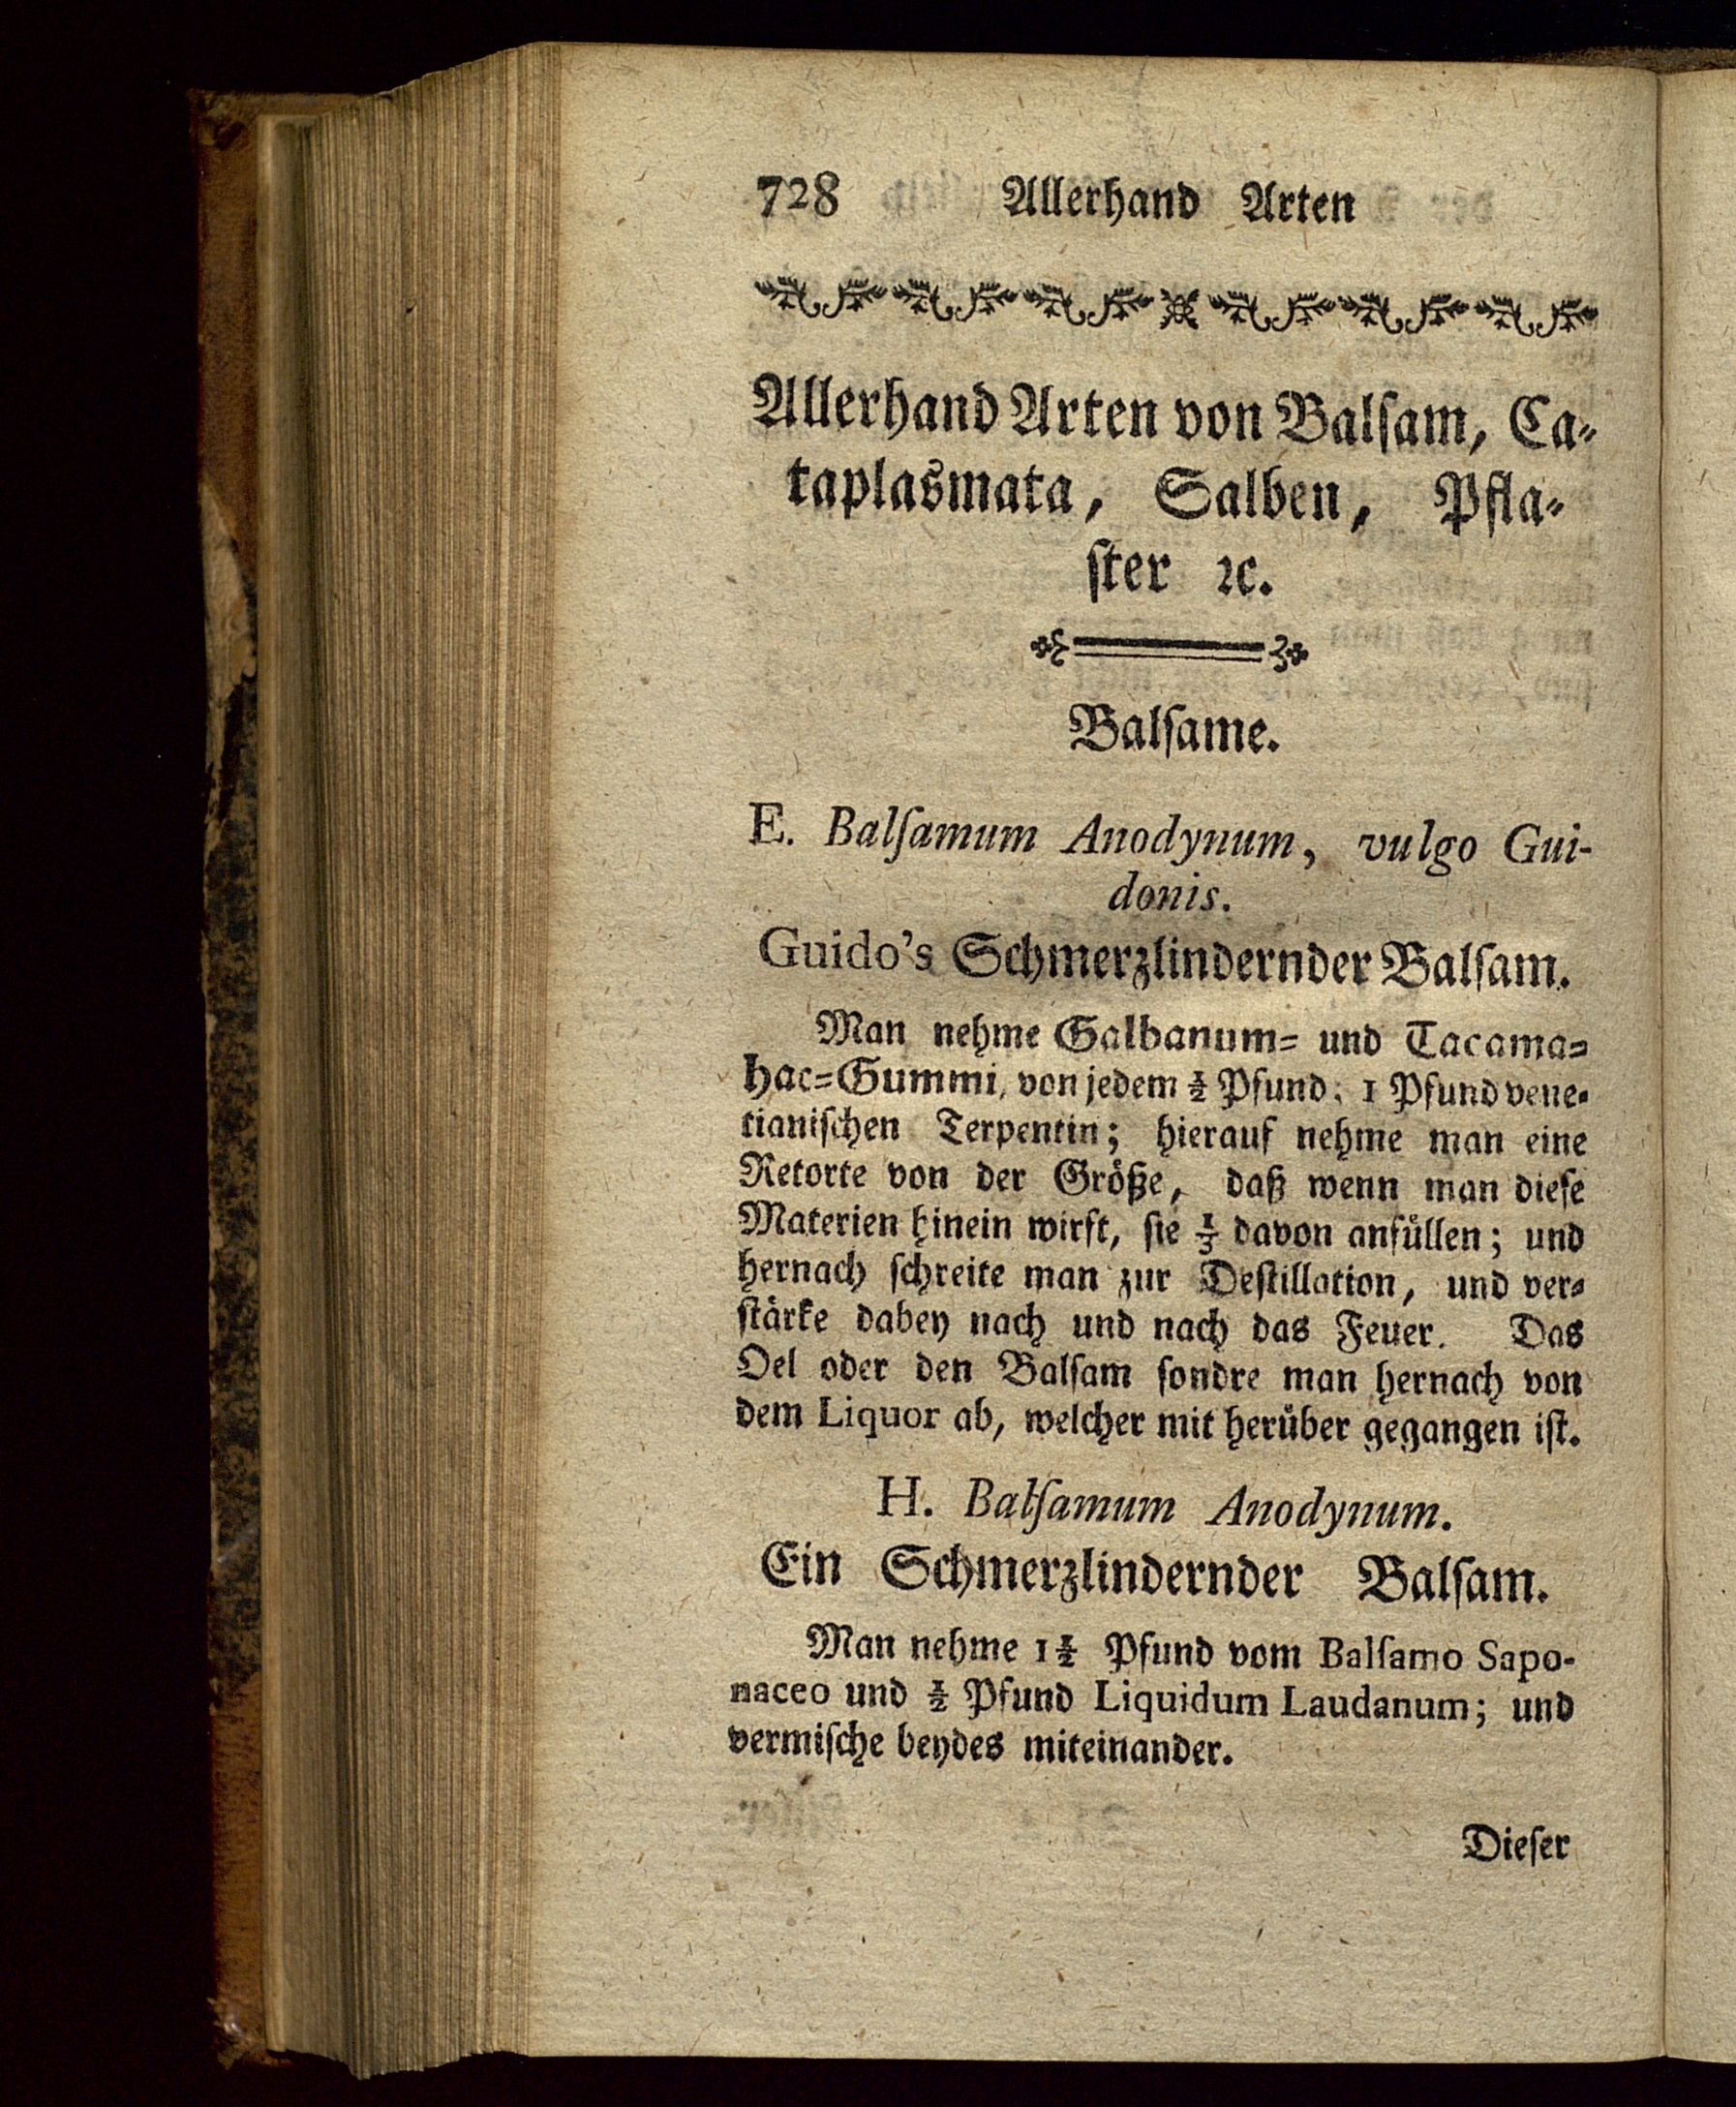 728 Allerhand Arten
Allerhand Arten von Balſam, Ca-
taplasmata, Salben, Pfla-
ſter ꝛc.
Balſame.
E. Balſamum Anodynum, vulgo Gui-
donis.
Guido's Schmerzlindernder Balſam.
Man nehme Galbanum- und Tacama-
hac-Gummi, von jedem ½ Pfund; 1 Pfund vene-
tianiſchen Terpentin; hierauf nehme man eine
Retorte von der Größe, daß wenn man dieſe
Materien hinein wirft, ſie ⅓ davon anfüllen; und
hernach ſchreite man zur Deſtillation, und ver-
ſtärke dabey nach und nach das Feuer. Das
Oel oder den Balſam ſondre man hernach von
dem Liquor ab, welcher mit herüber gegangen iſt.
H. Balſamum Anodynum.
Ein Schmerzlindernder Balſam.
Man nehme 1½ Pfund vom Balſamo Sapo-
naceo und ½ Pfund Liquidum Laudanum; und
vermiſche beydes miteinander.
Dieſer